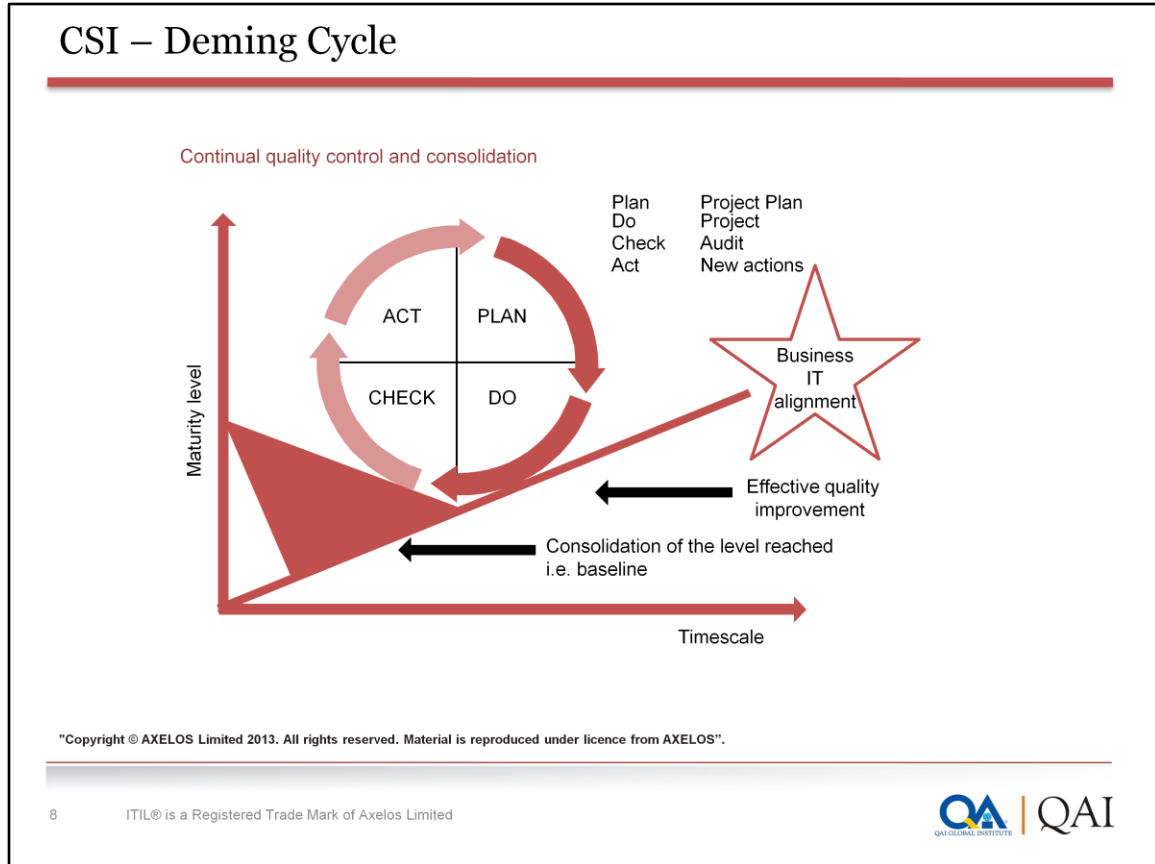 CSI – Deming Cycle
Continual quality control and consolidation
Plan Project Plan
Do Project
Check Audit
Act New actions
ACT PLAN
CHECK DO
Business
IT
alignment
Maturity level
Effective quality
improvement
Consolidation of the level reached
i.e. baseline
Timescale
"Copyright © AXELOS Limited 2013. All rights reserved. Material is reproduced under licence from AXELOS”.
8 ITIL® is a Registered Trade Mark of Axelos Limited
QAI
QAI GLOBAL INSTITUTE
QAI